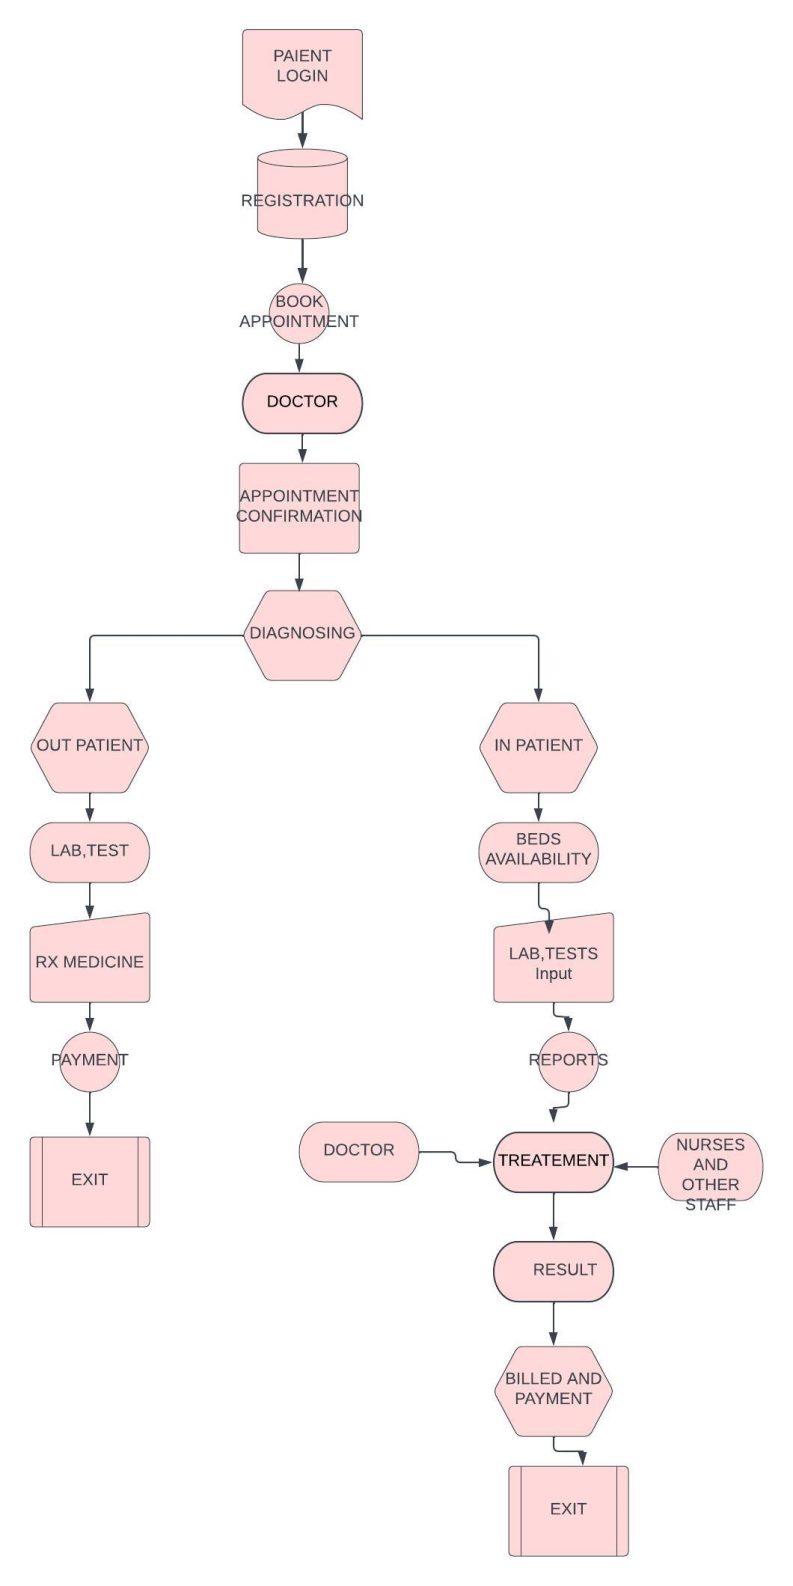 PAIENT
LOGIN
REGISTRATION
BOOK
APPOINTMENT
DOCTOR
APPOINTMENT
CONFIRMATION
DIAGNOSING
OUT PATIENT
IN PATIENT
LAB,TEST
BEDS
AVAILABILITY
RX MEDICINE
LAB,TESTS
Input
PAYMENT
REPORTS
EXIT
DOCTOR
TREATEMENT
NURSES
AND
OTHER
STAFF
RESULT
BILLED AND
PAYMENT
EXIT